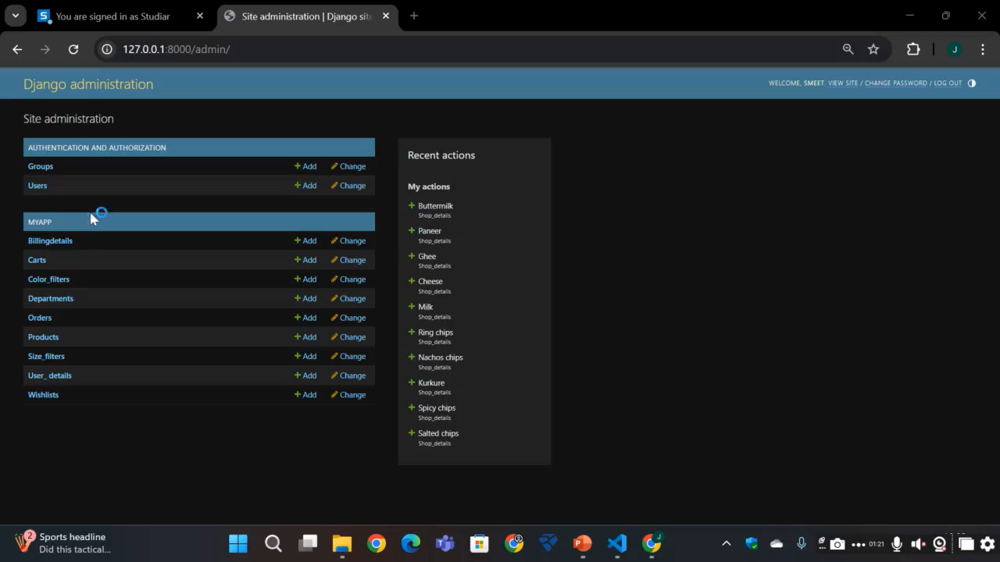 You are signed in as Studiar
Site administration | Django site
127.0.0.1:8000/admin/
J
Django administration
WELCOME, SMEET. VIEW SITE / CHANGE PASSWORD / LOG OUT
Site administration
AUTHENTICATION AND AUTHORIZATION
Groups Add Change
Users Add Change
MYAPP
Billingdetails Add Change
Carts Add Change
Color_filters Add Change
Departments Add Change
Orders Add Change
Products Add Change
Size_filters Add Change
User_ details Add Change
Wishlists Add Change
Recent actions
My actions
Buttermilk
Shop_details
Paneer
Shop_details
Ghee
Shop_details
Cheese
Shop_details
Milk
Shop_details
Ring chips
Shop_details
Nachos chips
Shop_details
Kurkure
Shop_details
Spicy chips
Shop_details
Salted chips
Shop_details
2
Sports headline
Did this tactical...
01:21